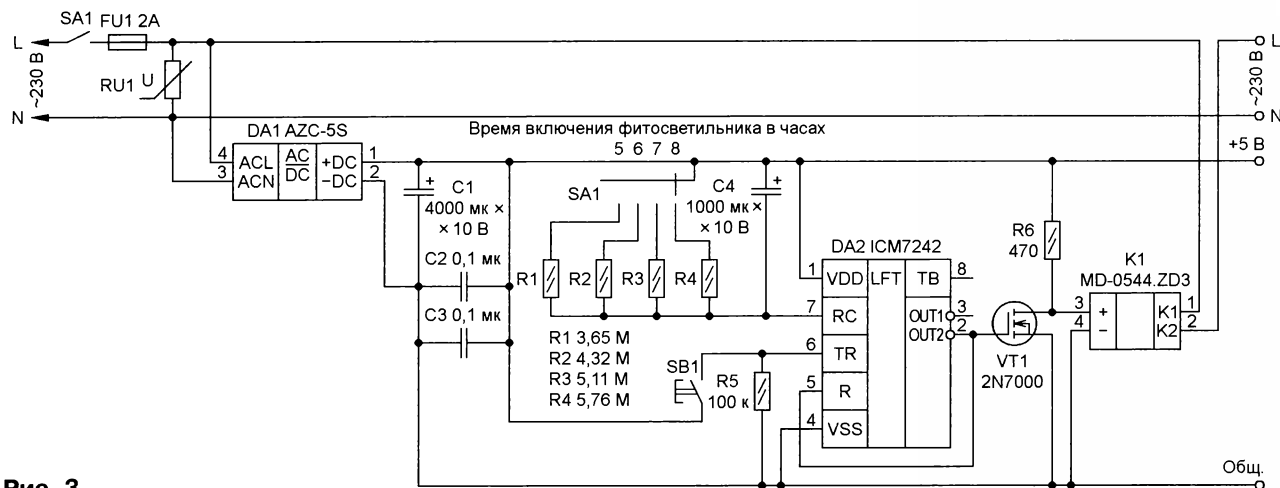 SA1
FU1 2А
L
~230 В
N
RU1
U
L
~230 В
N
+5 В
DA1 AZC-5S
4
ACL
3
ACN
AC
DC
+DC
1
−DC
2
Время включения фитосветильника в часах
5 6 7 8
SA1
+
C1
4000 мк ×
× 10 В
C2 0,1 мк
C3 0,1 мк
+
C4
1000 мк ×
× 10 В
R1
R2
R3
R4
R1 3,65 М
R2 4,32 М
R3 5,11 М
R4 5,76 М
SB1
R5
100 к
DA2 ICM7242
1
VDD
LFT
TB
8
7
RC
OUT1
3
OUT2
2
6
TR
5
R
4
VSS
R6
470
VT1
2N7000
K1
MD-0544.ZD3
3
+
4
−
K1
1
K2
2
Общ.
Рис. 3